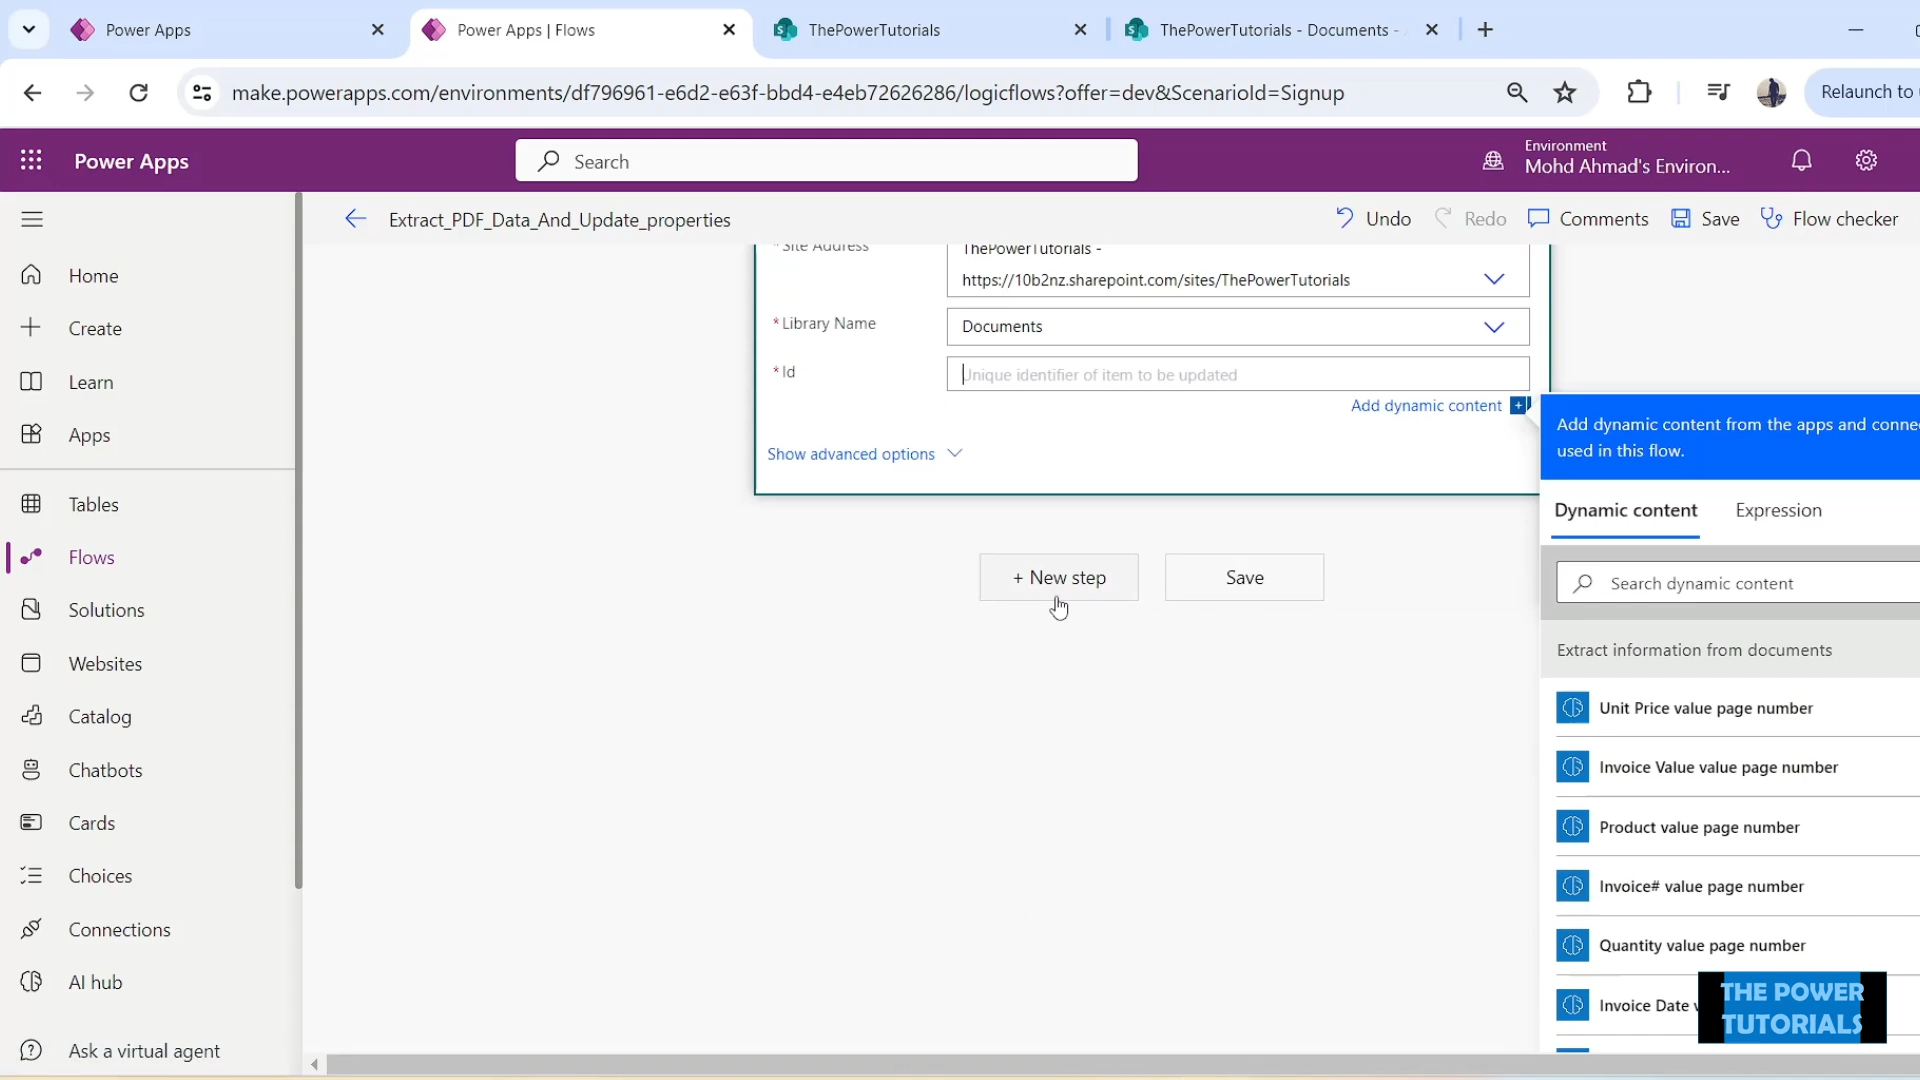 Power Apps
Power Apps | Flows
ThePowerTutorials
ThePowerTutorials - Documents -
make.powerapps.com/environments/df796961-e6d2-e63f-bbd4-e4eb72626286/logicflows?offer=dev&ScenarioId=Signup
Relaunch to
Power Apps
Search
Environment
Mohd Ahmad's Environ...
Extract_PDF_Data_And_Update_properties
Undo
Redo
Comments
Save
Flow checker
Home
Create
Learn
Apps
Tables
Flows
Solutions
Websites
Catalog
Chatbots
Cards
Choices
Connections
AI hub
Ask a virtual agent
* Site Address
ThePowerTutorials -
https://10b2nz.sharepoint.com/sites/ThePowerTutorials
* Library Name
Documents
* Id
Unique identifier of item to be updated
Add dynamic content
Show advanced options
+ New step
Save
Add dynamic content from the apps and conne
used in this flow.
Dynamic content
Expression
Search dynamic content
Extract information from documents
Unit Price value page number
Invoice Value value page number
Product value page number
Invoice# value page number
Quantity value page number
Invoice Date
THE POWER
TUTORIALS